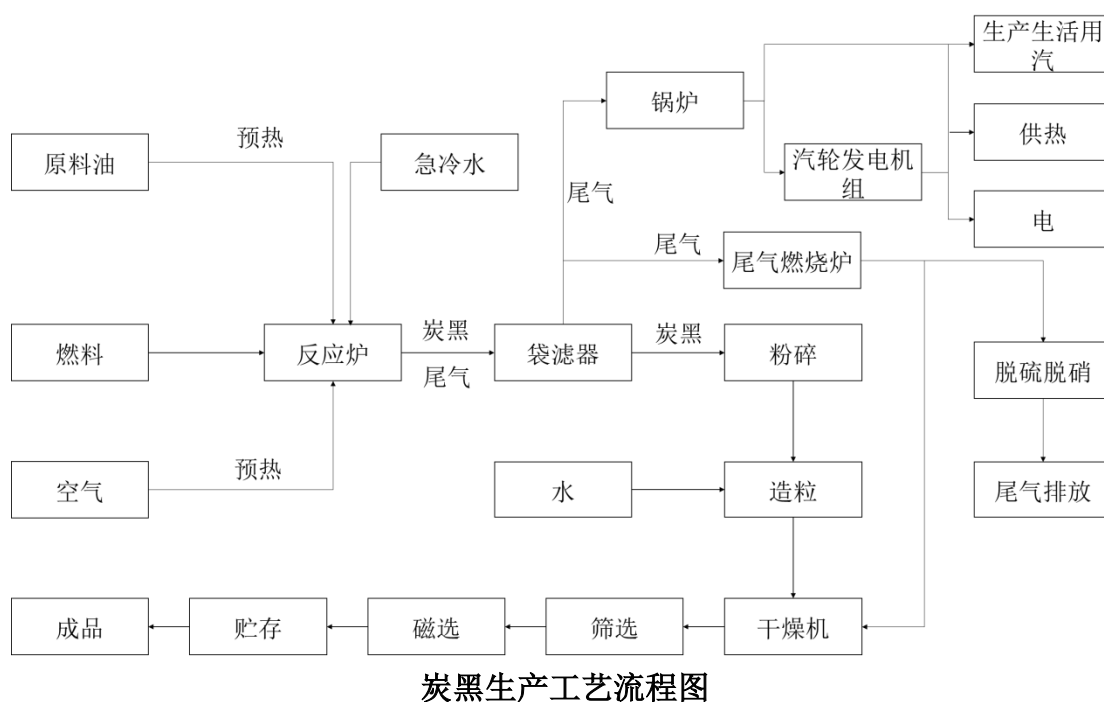 生产生活用
汽
锅炉
预热
供热
原料油
急冷水
汽轮发电机
组
尾气
电
尾气
尾气燃烧炉
炭黑
炭黑
燃料
反应炉
袋滤器
粉碎
脱硫脱硝
尾气
预热
空气
水
造粒
尾气排放
成品
贮存
磁选
筛选
干燥机
炭黑生产工艺流程图